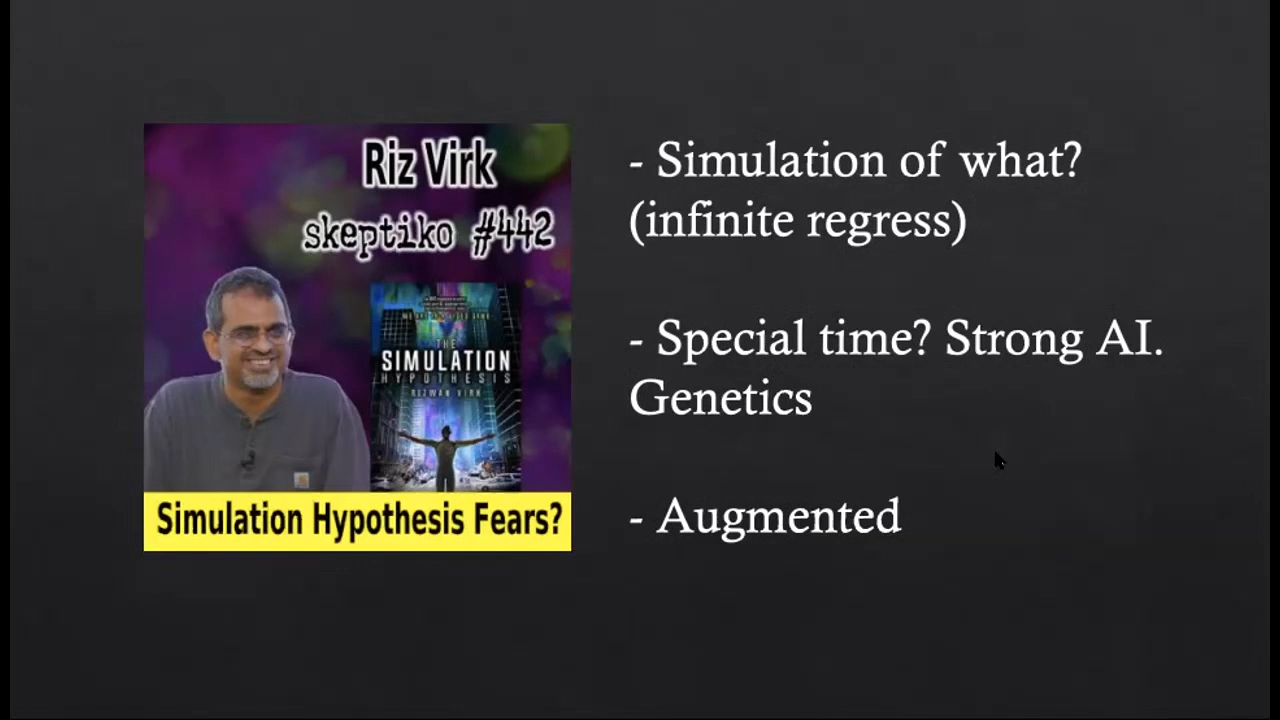 Riz Virk
skeptiko #442
THE
SIMULATION
HYPOTHESIS
RIZWAN VIRK
Simulation Hypothesis Fears?
- Simulation of what?
(infinite regress)
- Special time? Strong AI.
Genetics
- Augmented